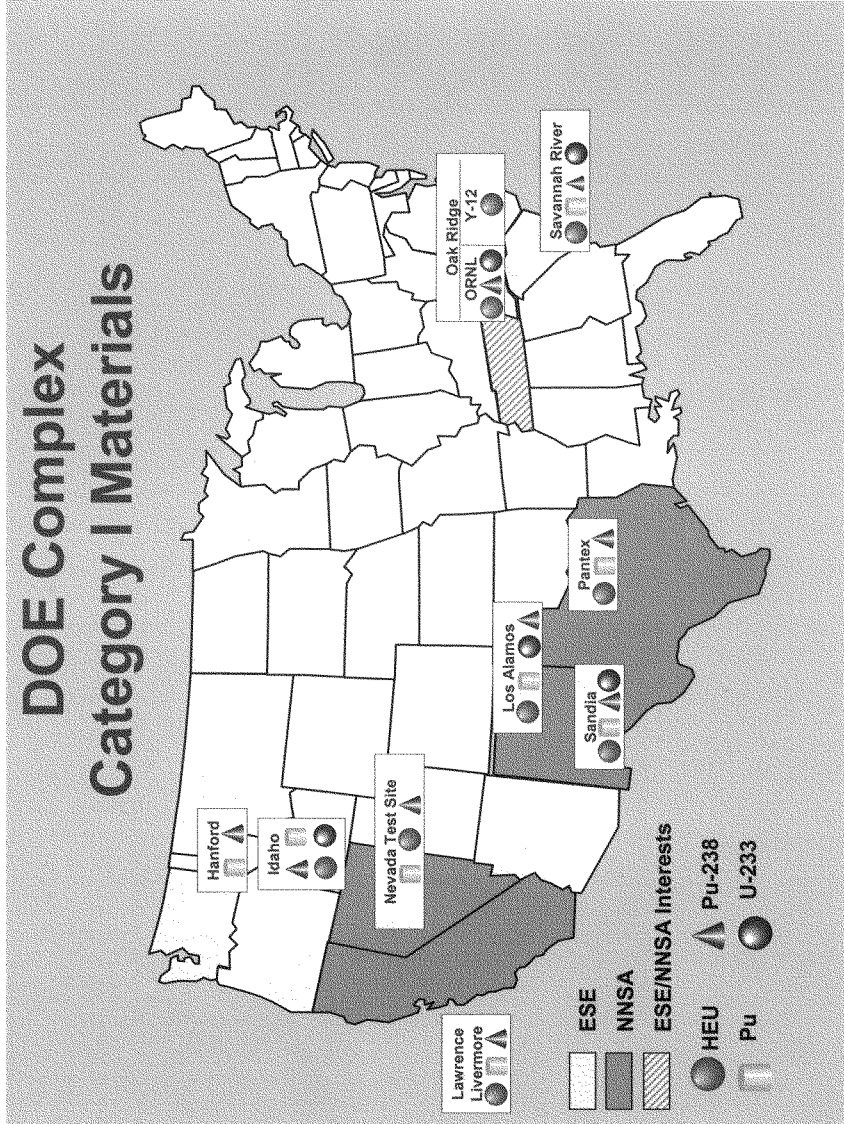 DOE Complex
Category I Materials
Hanford
Idaho
Nevada Test Site
Lawrence
Livermore
Los Alamos
Sandia
Pantex
Oak Ridge
ORNL
Y-12
Savannah River
ESE
NNSA
ESE/NNSA Interests
HEU
Pu-238
Pu
U-233